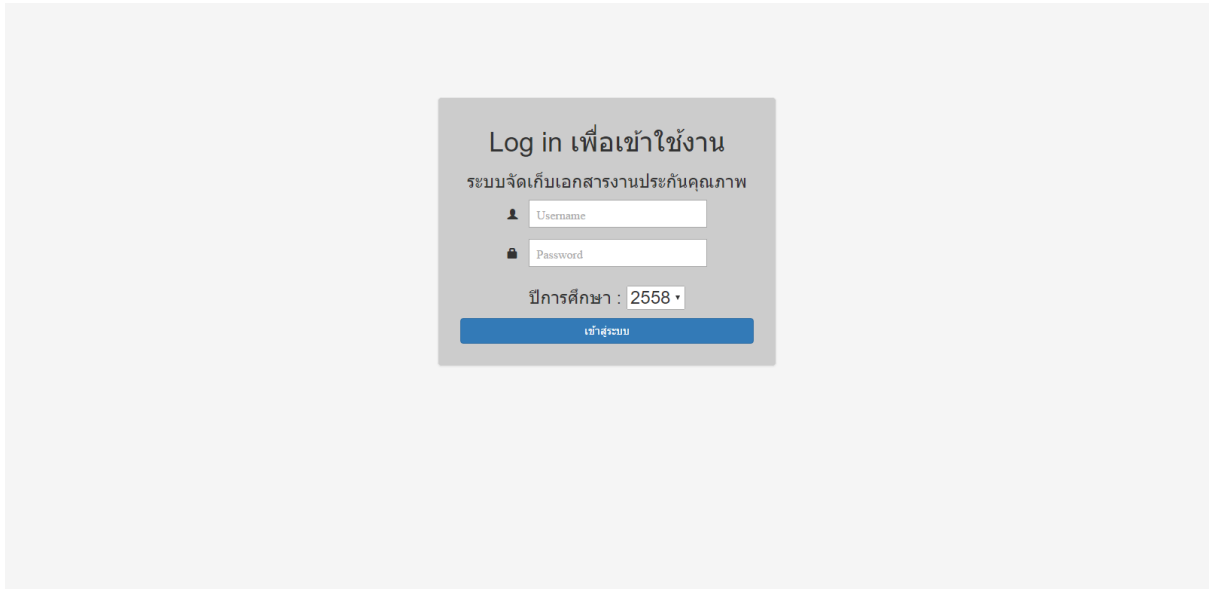 Log in เพื่อเข้าใช้งาน
ระบบจัดเก็บเอกสารงานประกันคุณภาพ
Username
Password
ปีการศึกษา : 2558
เข้าสู่ระบบ